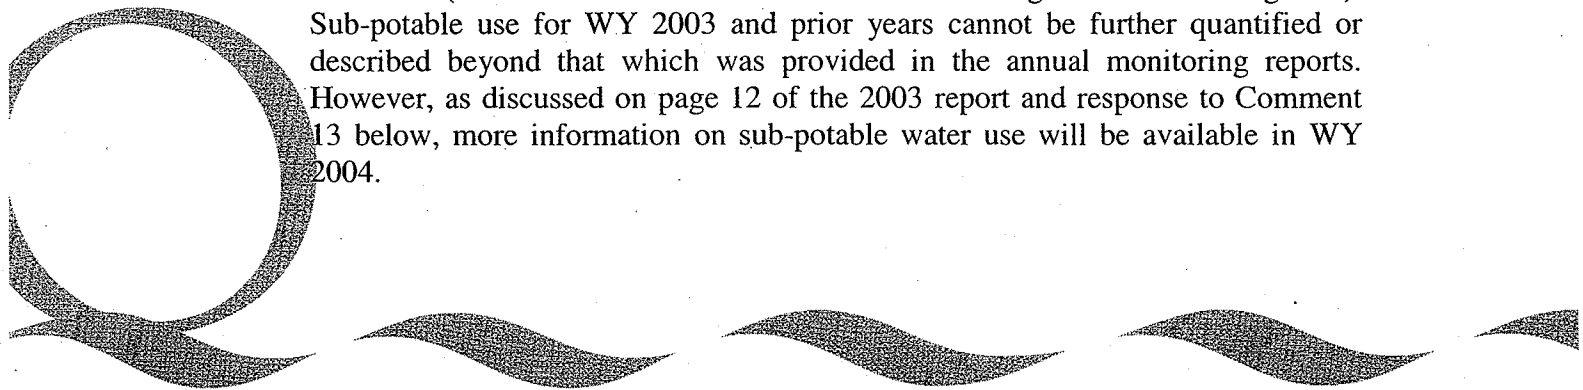 Sub-potable use for WY 2003 and prior years cannot be further quantified or
described beyond that which was provided in the annual monitoring reports.
However, as discussed on page 12 of the 2003 report and response to Comment
13 below, more information on sub-potable water use will be available in WY
2004.